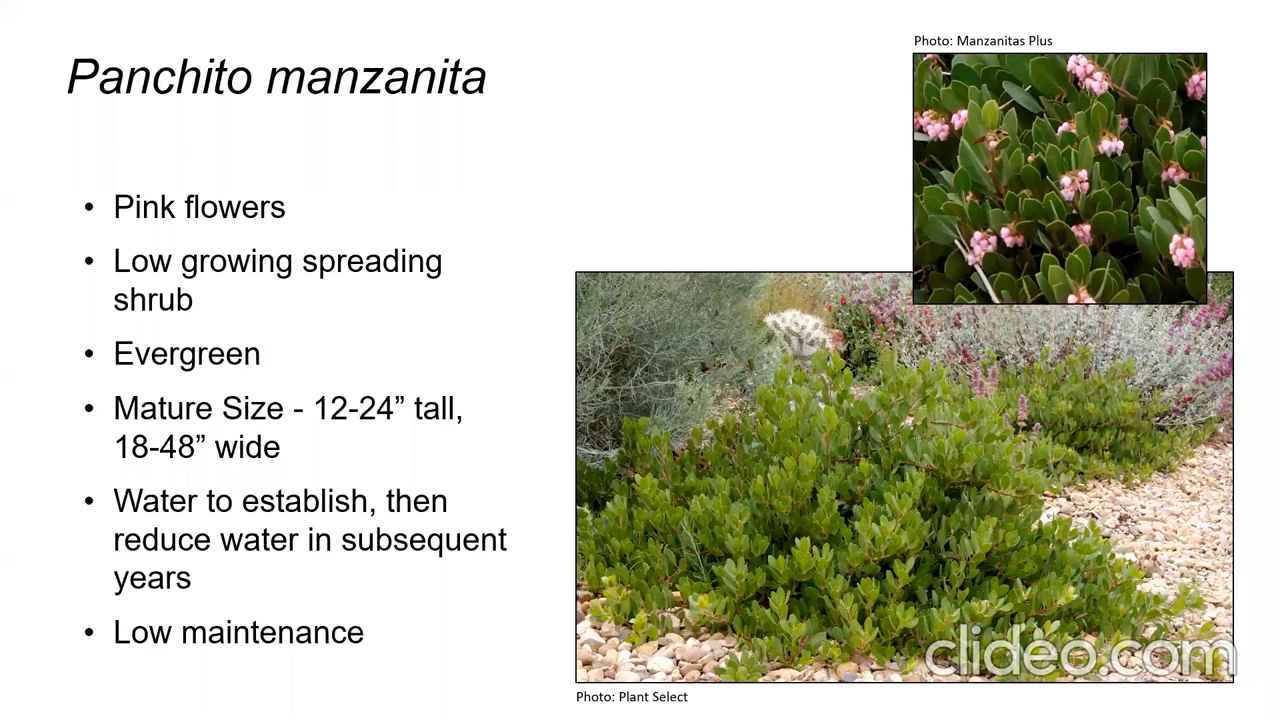 Photo: Manzanitas Plus
Panchito manzanita
• Pink flowers
• Low growing spreading
shrub
• Evergreen
• Mature Size - 12-24” tall,
18-48” wide
• Water to establish, then
reduce water in subsequent
years
• Low maintenance
clideo.com
Photo: Plant Select